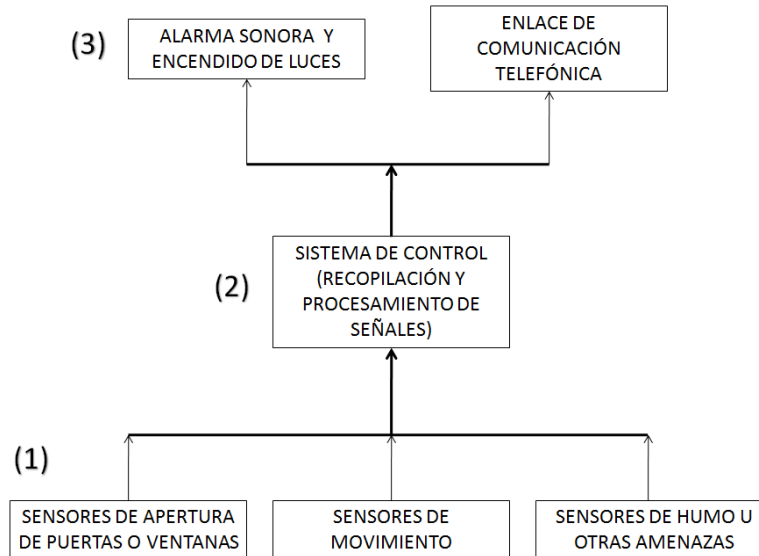 (3)
ALARMA SONORA Y
ENCENDIDO DE LUCES
ENLACE DE
COMUNICACIÓN
TELEFÓNICA
(2)
SISTEMA DE CONTROL
(RECOPILACIÓN Y
PROCESAMIENTO DE
SEÑALES)
(1)
SENSORES DE APERTURA
DE PUERTAS O VENTANAS
SENSORES DE
MOVIMIENTO
SENSORES DE HUMO U
OTRAS AMENAZAS